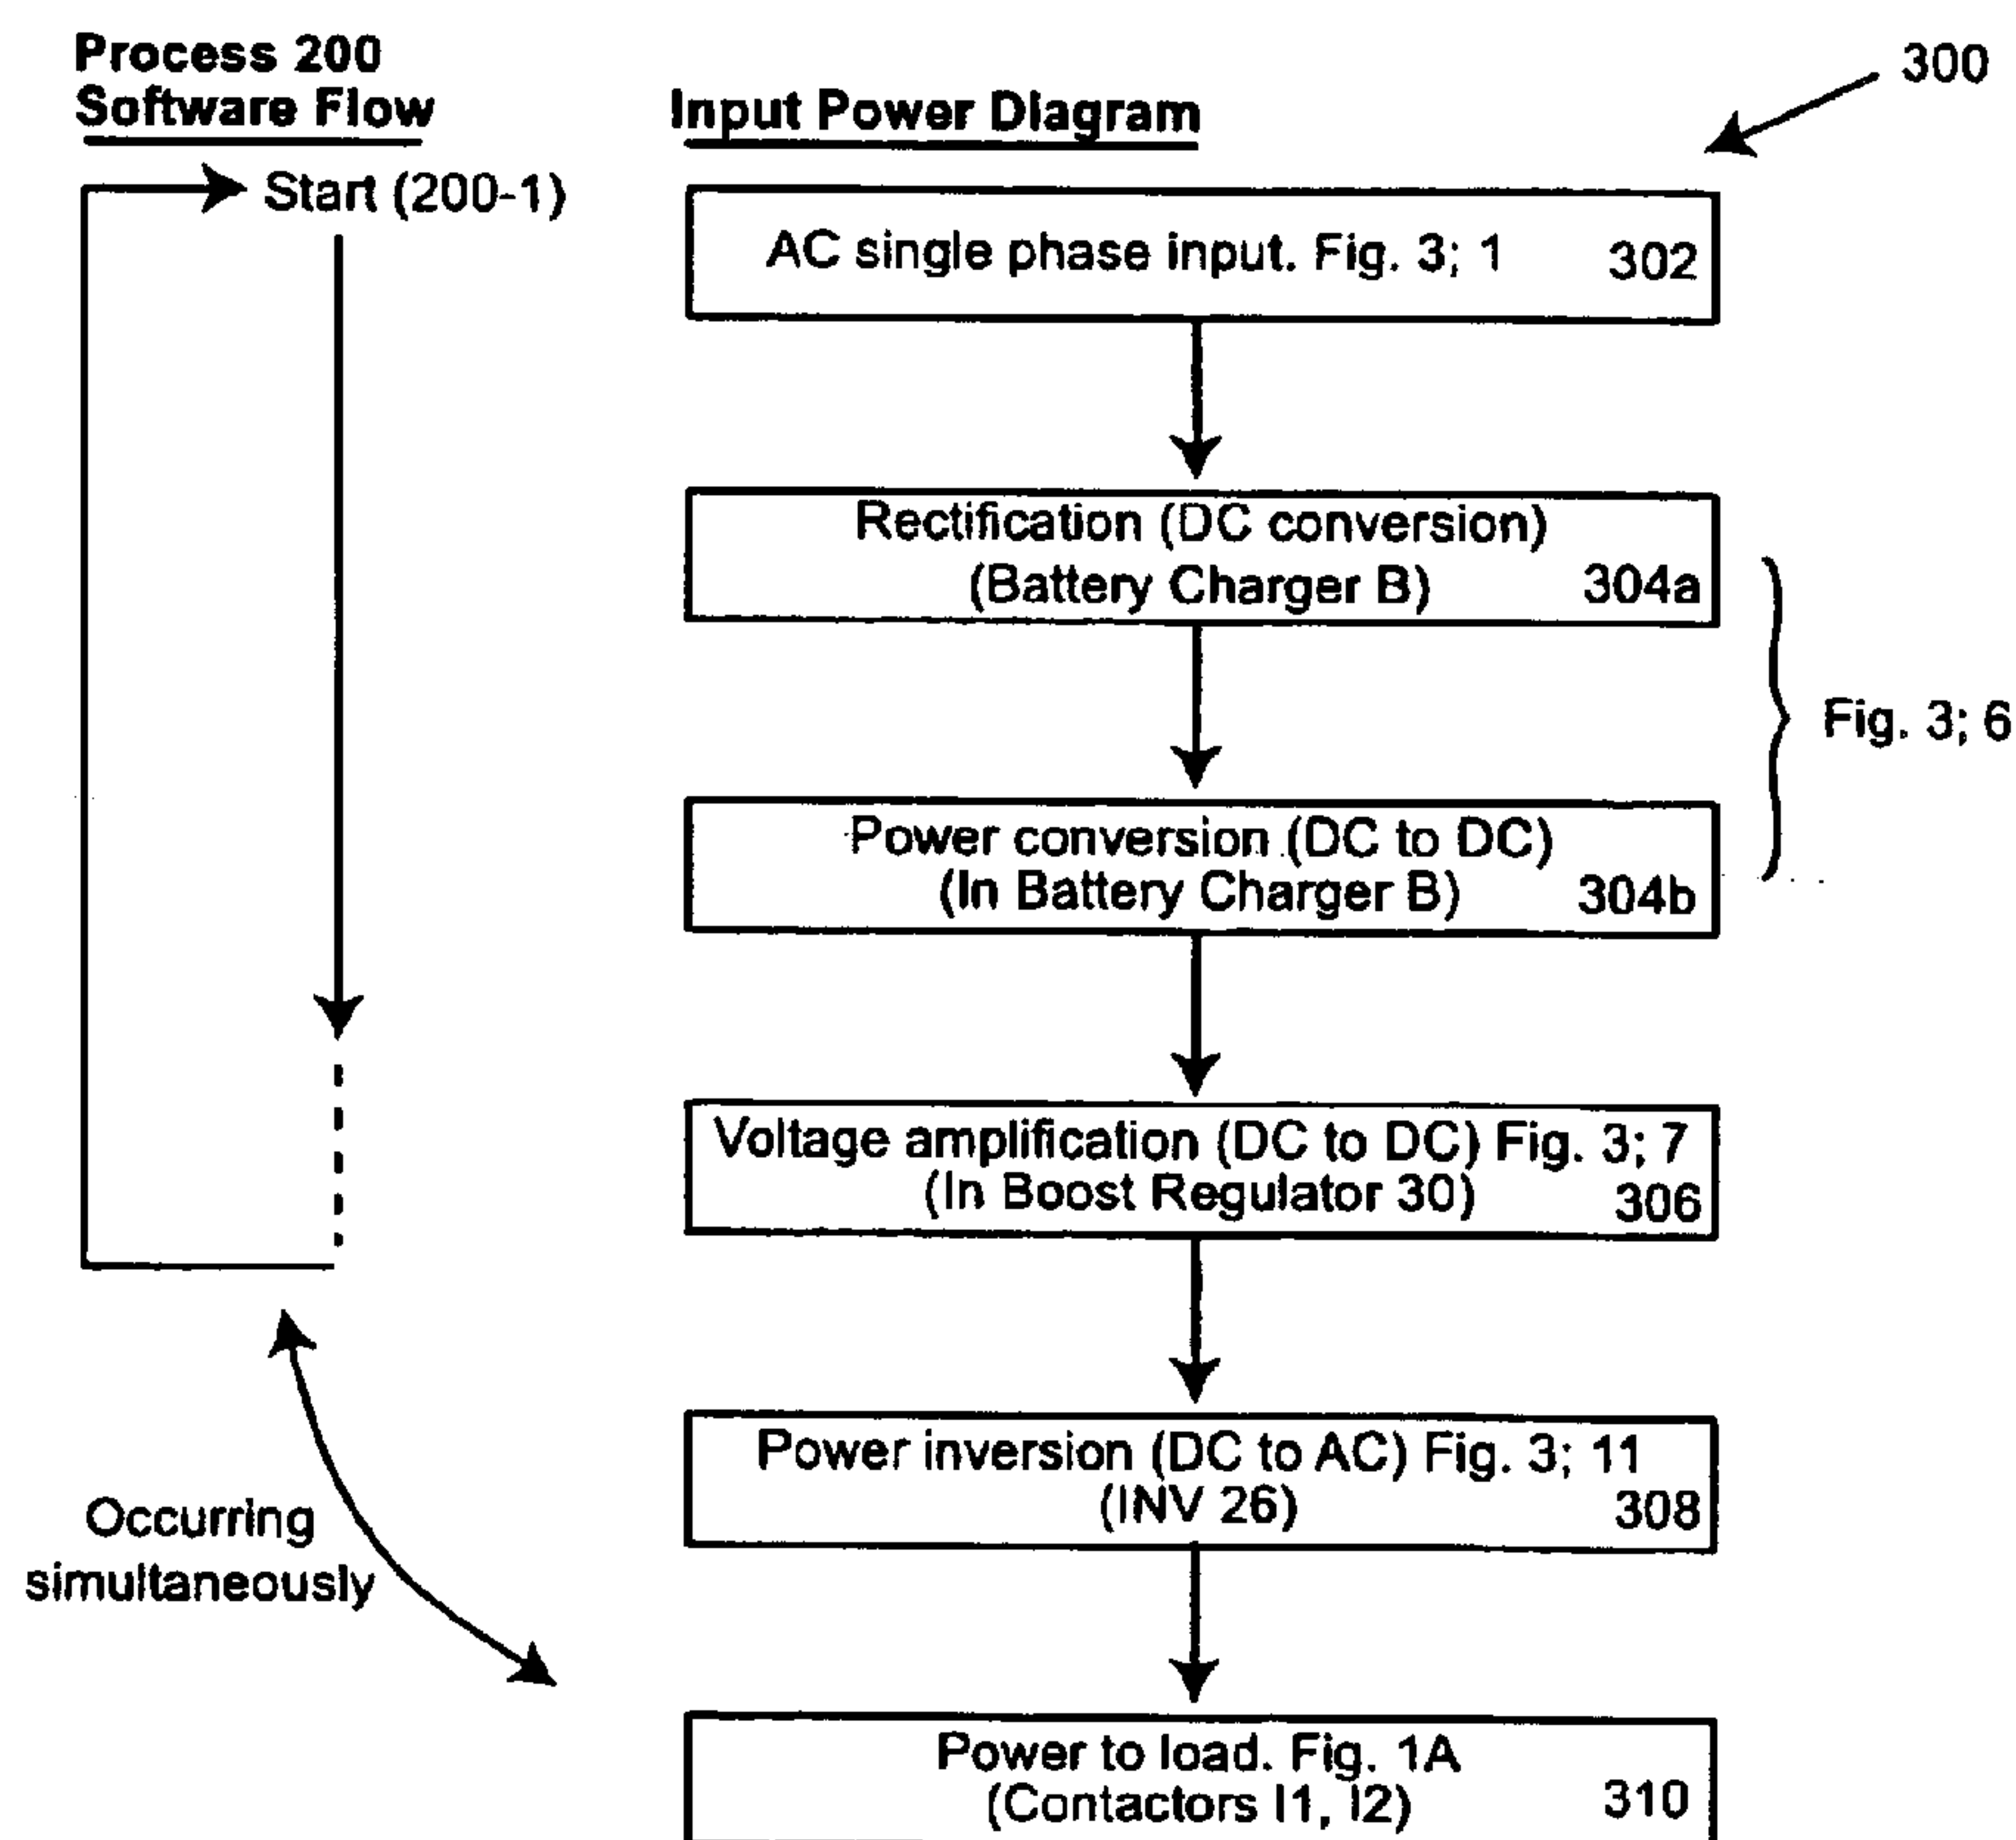 Process 200
Software Flow
Start (200-1)
Input Power Diagram
300
AC single phase input. Fig. 3; 1 302
Rectification (DC conversion)
(Battery Charger B) 304a
Fig. 3; 6
Power conversion (DC to DC)
(In Battery Charger B) 304b
Voltage amplification (DC to DC) Fig. 3; 7
(In Boost Regulator 30) 306
Power inversion (DC to AC) Fig. 3; 11
(INV 26) 308
Occurring
simultaneously
Power to load. Fig. 1A
(Contactors I1, I2) 310